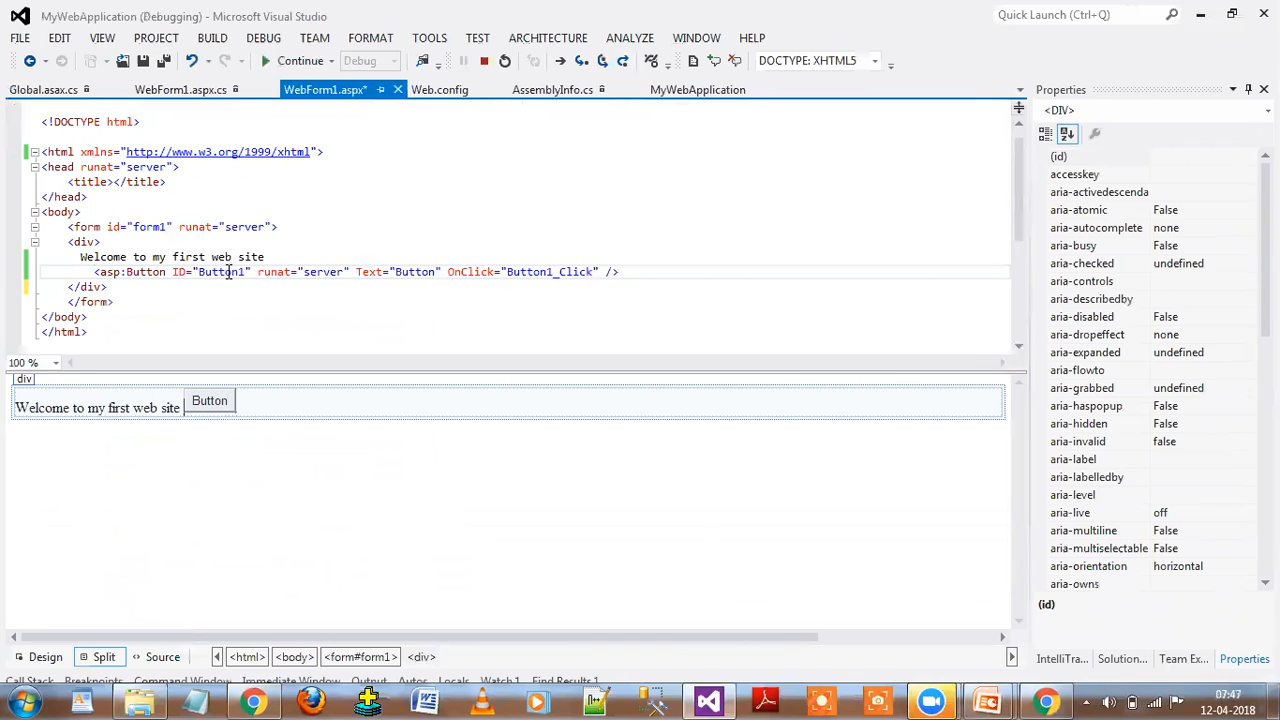 MyWebApplication (Debugging) - Microsoft Visual Studio
Quick Launch (Ctrl+Q)
FILE EDIT VIEW PROJECT BUILD DEBUG TEAM FORMAT TOOLS TEST ARCHITECTURE ANALYZE WINDOW HELP
Continue Debug DOCTYPE: XHTML5
Global.asax.cs WebForm1.aspx.cs WebForm1.aspx* Web.config AssemblyInfo.cs MyWebApplication
<!DOCTYPE html>
<html xmlns="http://www.w3.org/1999/xhtml">
<head runat="server">
<title></title>
</head>
<body>
<form id="form1" runat="server">
<div>
Welcome to my first web site
<asp:Button ID="Button1" runat="server" Text="Button" OnClick="Button1_Click" />
</div>
</form>
</body>
</html>
100 %
div
Welcome to my first web site Button
Design Split Source <html> <body> <form#form1> <div>
Call Stack Breakpoints Command Window Immediate Window Output Autos Locals Watch 1 Find Results 1
Properties
<DIV>
(id)
accesskey
aria-activedescenda
aria-atomic False
aria-autocomplete none
aria-busy False
aria-checked undefined
aria-controls
aria-describedby
aria-disabled False
aria-dropeffect none
aria-expanded undefined
aria-flowto
aria-grabbed undefined
aria-haspopup False
aria-hidden False
aria-invalid false
aria-label
aria-labelledby
aria-level
aria-live off
aria-multiline False
aria-multiselectable False
aria-orientation horizontal
aria-owns
(id)
IntelliTra... Solution... Team Ex... Properties
07:47
12-04-2018